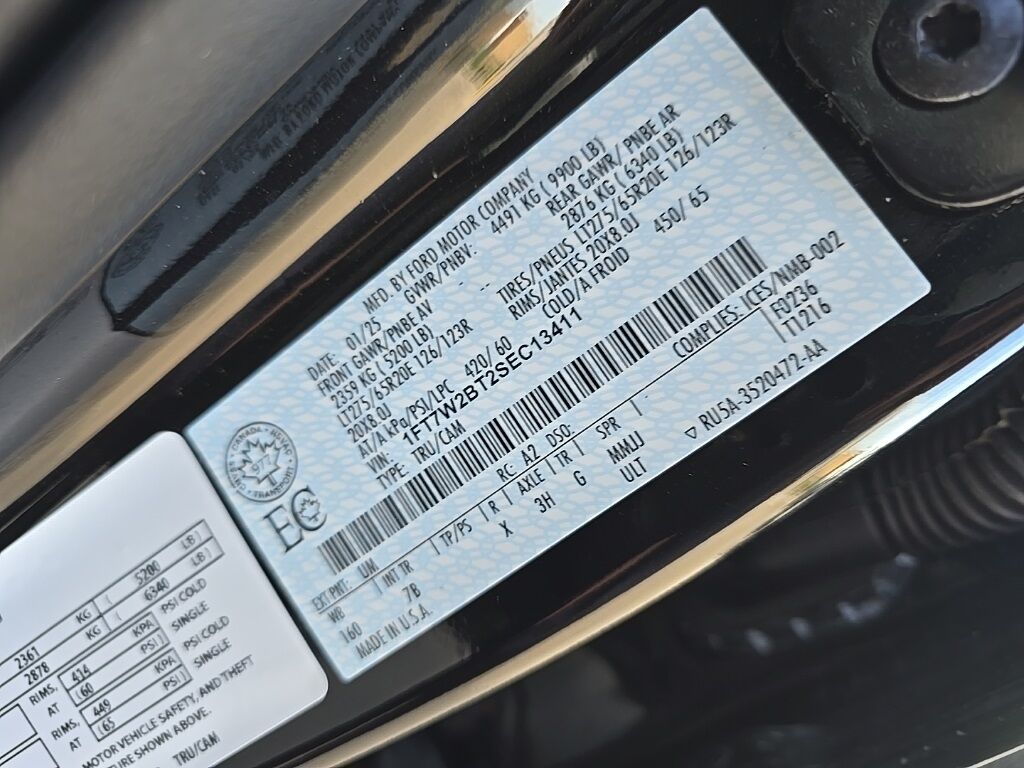 MFD. BY FORD MOTOR COMPANY
DATE: 01/25 GVWR/PNBV: 4491 KG ( 9900 LB)
FRONT GAWR/PNBE AV REAR GAWR/ PNBE AR
2359 KG ( 5200 LB) 2876 KG ( 6340 LB)
LT275/65R20E 126/123R TIRES/PNEUS LT275/65R20E 126/123R
20X8.0J RIMS/JANTES 20X8.0J
AT/A kPa/PSI/LPC 420/ 60 COLD/A FROID 450/ 65
VIN: 1FT7W2BT2SEC13411
TYPE: TRU/CAM
CANADA
TRANSPORT
EC
COMPLIES: ICES/NMB-002
F0236
T1216
EXT PNT: UM RC: A2 DSO:
WB INT TR TP/PS R AXLE TR SPR
160 7B X 3H G MMUJ
ULT
MADE IN U.S.A.
▽ RU5A-3520472-AA
2361 KG ( 5200 LB)
2878 KG ( 6340 LB)
RIMS, 414 KPA
AT (60 PSI) PSI COLD SINGLE
RIMS, 449 KPA
AT (65 PSI) PSI COLD SINGLE
MOTOR VEHICLE SAFETY, AND THEFT
SHOWN ABOVE.
TRU/CAM